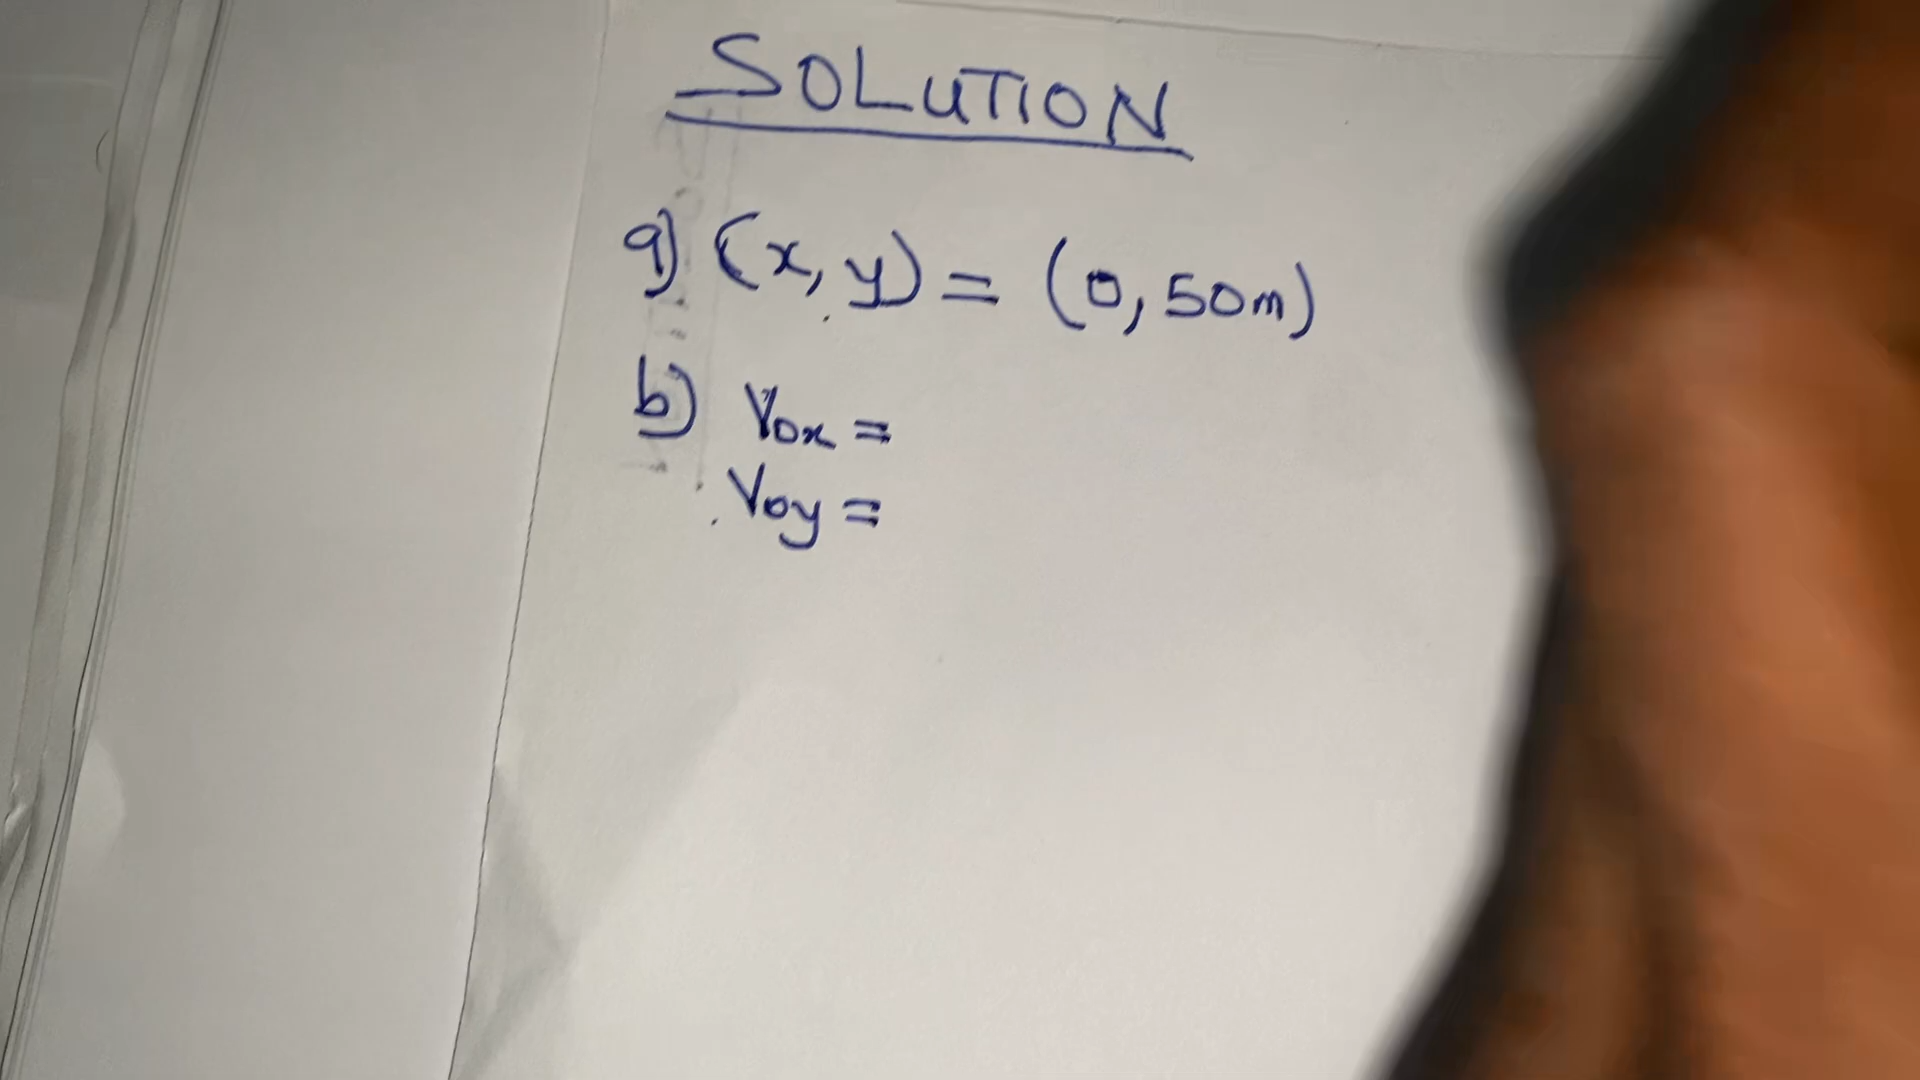 SOLUTION
a) (x, y) = (0, 50m)
b) Vox =
Voy =